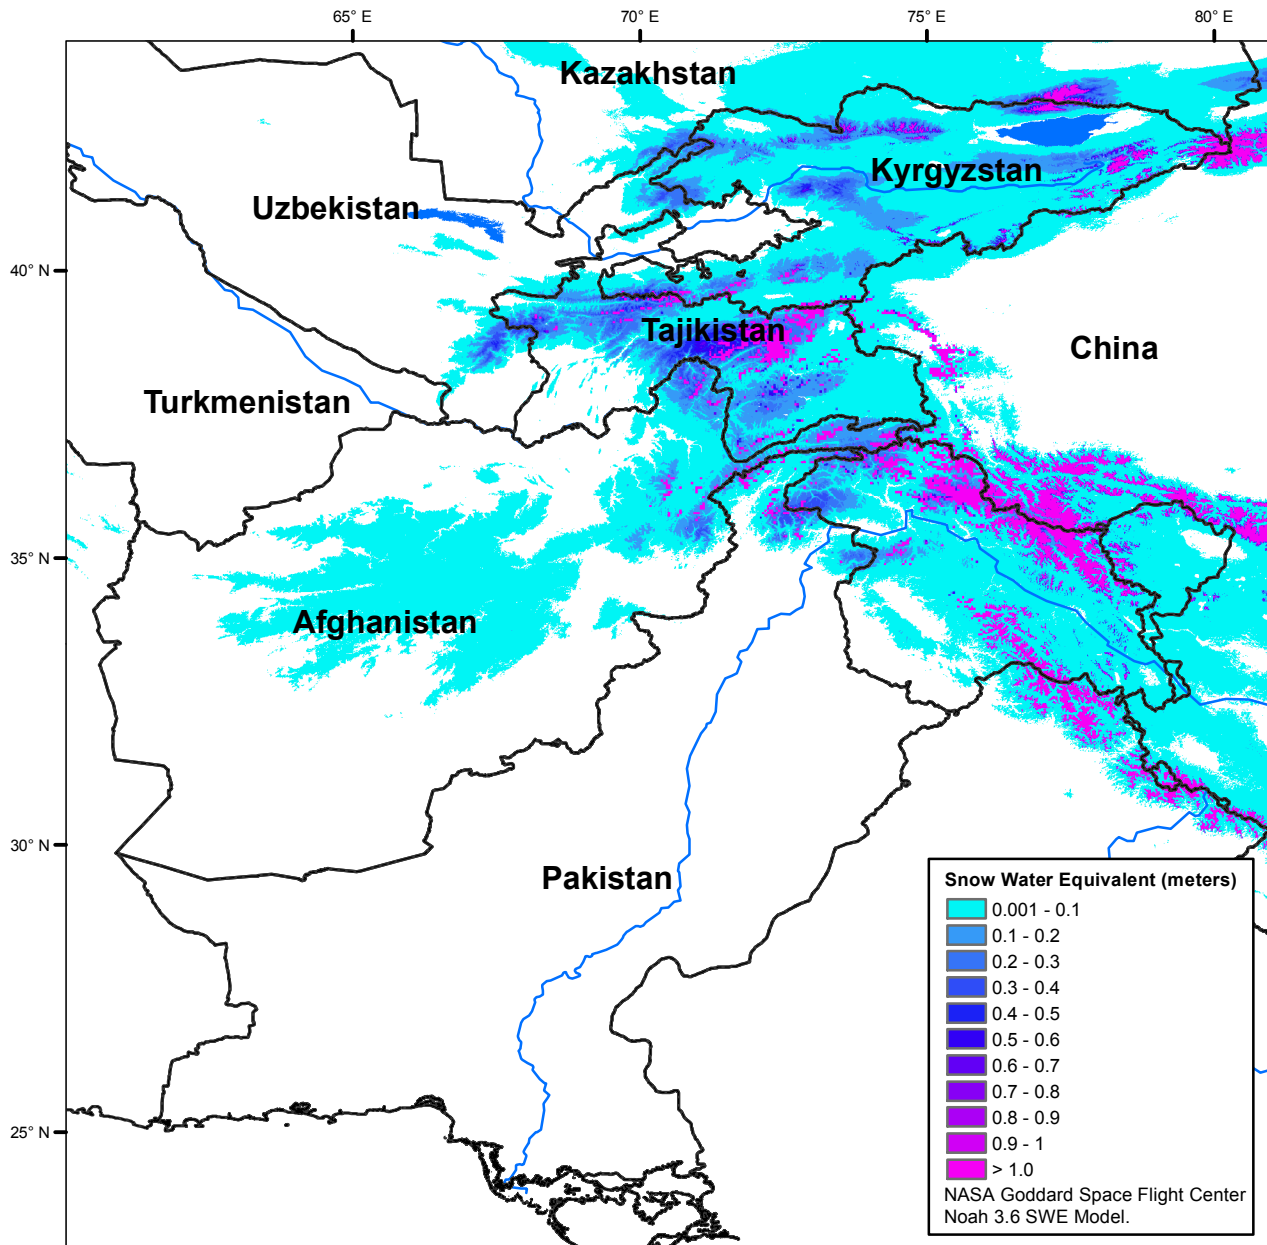 65° E
70° E
75° E
80° E
Kazakhstan
Kyrgyzstan
Uzbekistan
40° N
Tajikistan
China
Turkmenistan
35° N
Afghanistan
30° N
Pakistan
25° N
Snow Water Equivalent (meters)
0.001 - 0.1
0.1 - 0.2
0.2 - 0.3
0.3 - 0.4
0.4 - 0.5
0.5 - 0.6
0.6 - 0.7
0.7 - 0.8
0.8 - 0.9
0.9 - 1
> 1.0
NASA Goddard Space Flight Center
Noah 3.6 SWE Model.